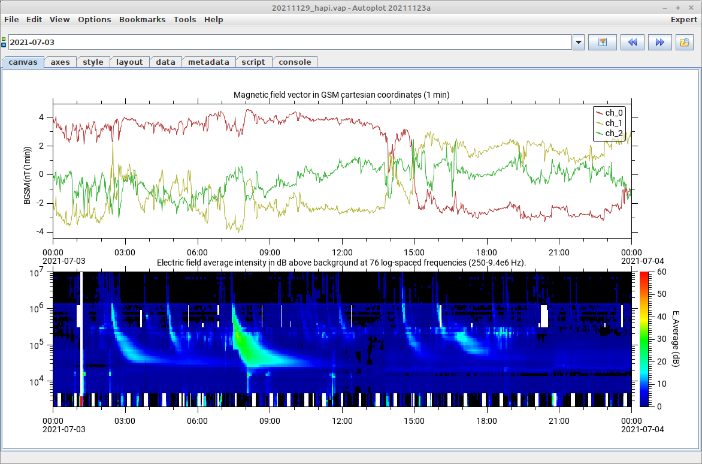 20211129_hapi.vap - Autoplot 20211123a
File Edit View Options Bookmarks Tools Help Expert
2021-07-03
canvas axes style layout data metadata script console
Magnetic field vector in GSM cartesian coordinates (1 min)
ch_0
ch_1
ch_2
BGSM(nT (1min))
4
2
0
-2
-4
00:00 03:00 06:00 09:00 12:00 15:00 18:00 21:00 00:00
2021-07-03 2021-07-04
Electric field average intensity in dB above background at 76 log-spaced frequencies (250-9.4e6 Hz).
10^7
10^6
10^5
10^4
60
50
40
30
20
10
0
E. Average (dB)
00:00 03:00 06:00 09:00 12:00 15:00 18:00 21:00 00:00
2021-07-03 2021-07-04